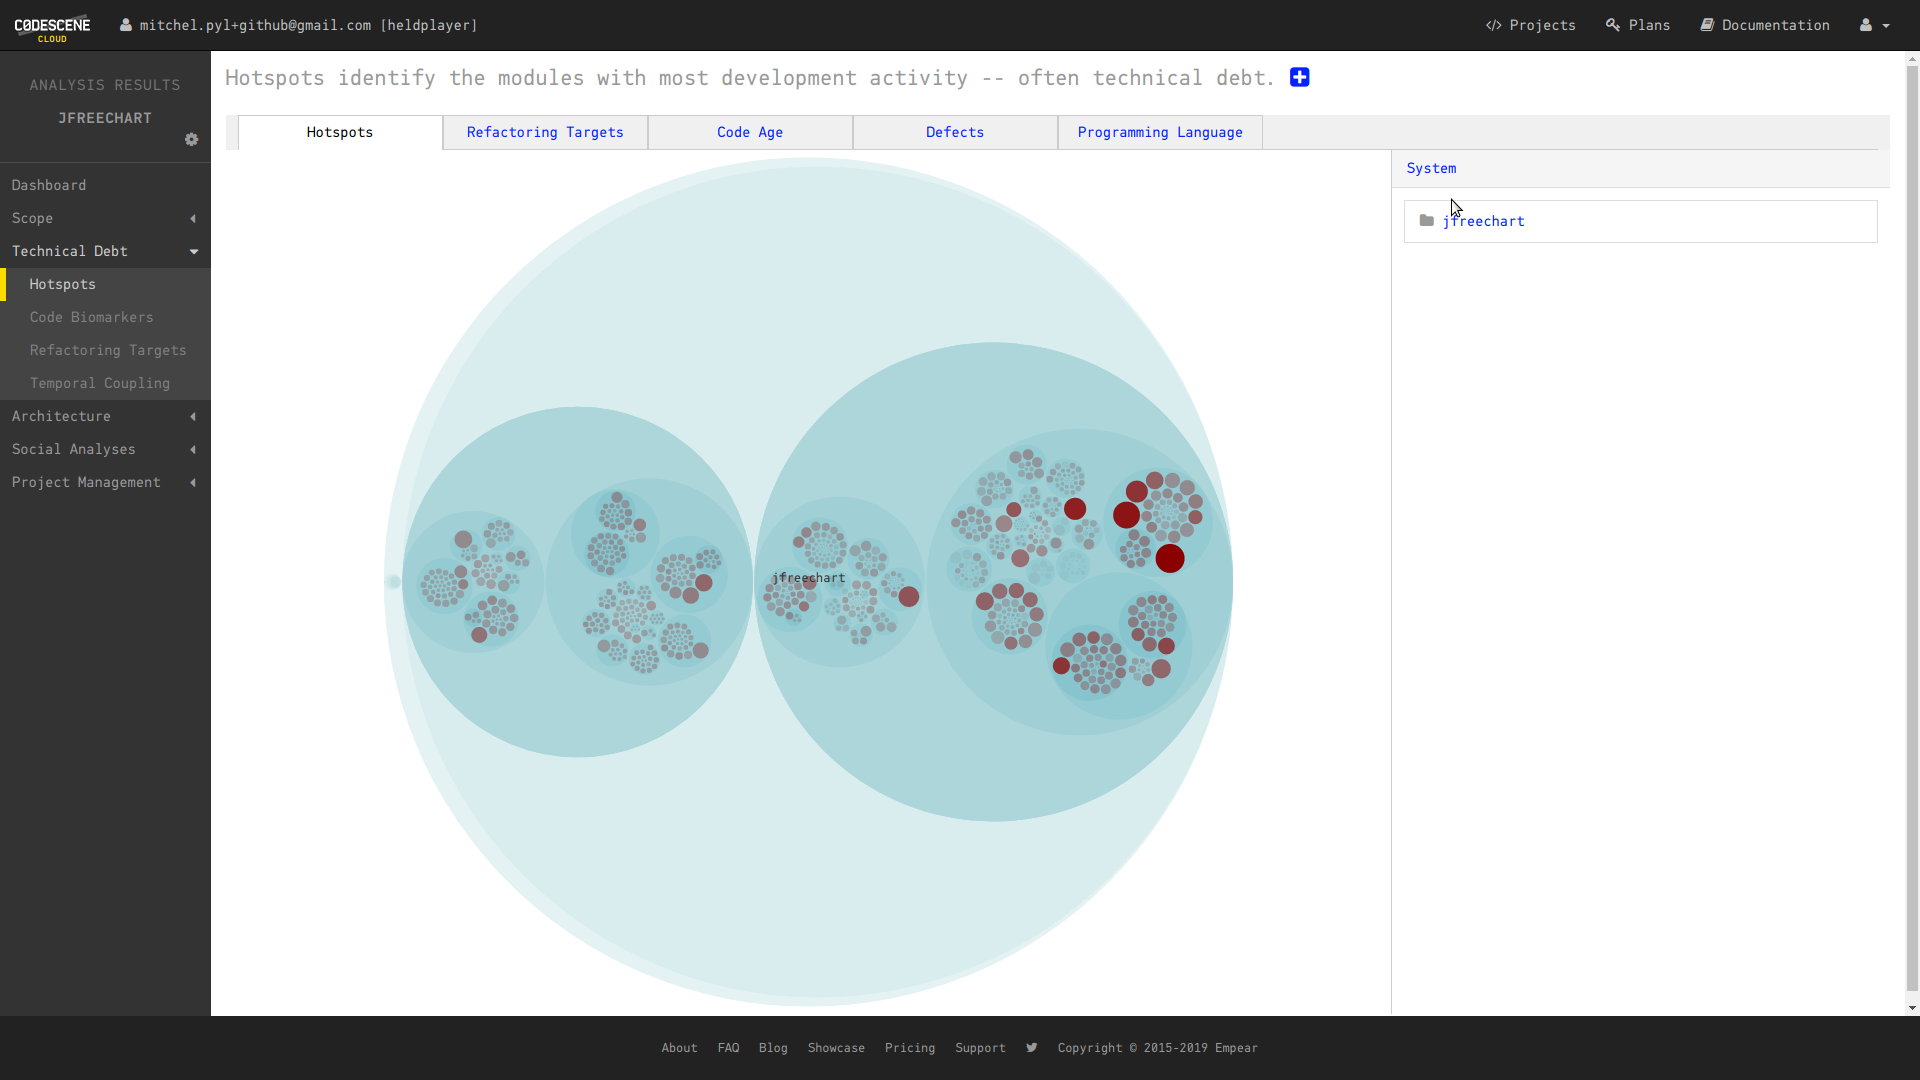 CODESCENE
CLOUD
mitchel.pyl+github@gmail.com [heldplayer]
</> Projects
Plans
Documentation
ANALYSIS RESULTS
JFREECHART
Dashboard
Scope
Technical Debt
Hotspots
Code Biomarkers
Refactoring Targets
Temporal Coupling
Architecture
Social Analyses
Project Management
Hotspots identify the modules with most development activity -- often technical debt.
Hotspots
Refactoring Targets
Code Age
Defects
Programming Language
System
jfreechart
jfreechart
About
FAQ
Blog
Showcase
Pricing
Support
Copyright © 2015-2019 Empear